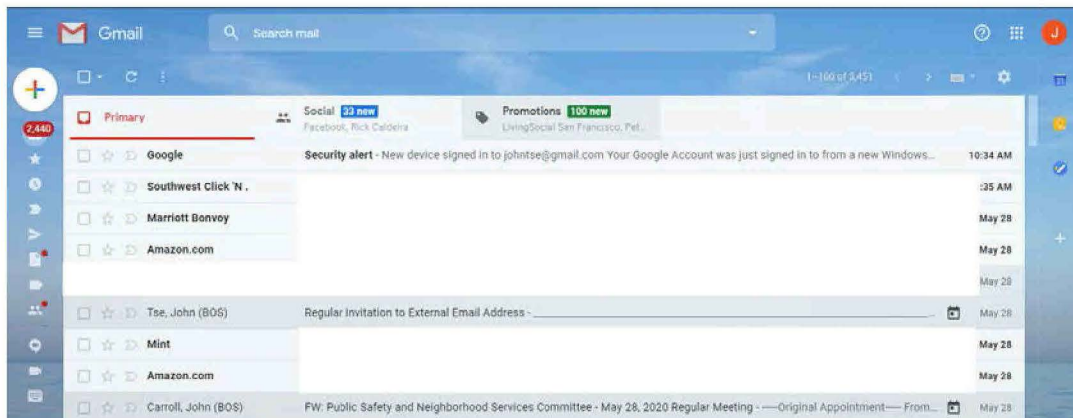 Gmail
Search mail
1–100 of 3,451
Primary
Social 33 new
Facebook, Rick Caldeira
Promotions 100 new
LivingSocial San Francisco, Pet...
2,440
Google Security alert - New device signed in to johntse@gmail.com Your Google Account was just signed in to from a new Windows... 10:34 AM
Southwest Click 'N . :35 AM
Marriott Bonvoy May 28
Amazon.com May 28
May 28
Tse, John (BOS) Regular Invitation to External Email Address - May 28
Mint May 28
Amazon.com May 28
Carroll, John (BOS) FW: Public Safety and Neighborhood Services Committee - May 28, 2020 Regular Meeting - -----Original Appointment----- From... May 28
J